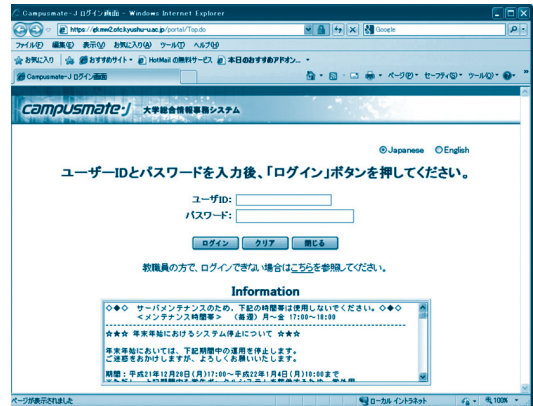 Campusmate-J ログイン画面 - Windows Internet Explorer
portal/Top.do
Google
ファイル(F) 編集(E) 表示(V) お気に入り(A) ツール(T) ヘルプ(H)
お気に入り おすすめサイト HotMail の無料サービス 本日のおすすめアドオン...
Campusmate-J ログイン画面
ページ(P) セーフティ(S) ツール(O)
campusmate-J 大学総合情報事務システム
Japanese English
ユーザーIDとパスワードを入力後、「ログイン」ボタンを押してください。
ユーザID:
パスワード:
ログイン クリア 閉じる
教職員の方で、ログインできない場合はこちらを参照してください。
Information
◇◆◇ サーバメンテナンスのため、下記の時間帯は使用しないでください。◇◆◇
<メンテナンス時間帯> (毎週) 月~金 17:00~18:00
★★★ 年末年始におけるシステム停止について ★★★
年末年始においては、下記期間中の運用を停止します。
ご迷惑をおかけしますが、よろしくお願いいたします。
期間:平成21年12月28日(月)17:00~平成22年1月4日(月)10:00まで
ページが表示されました ローカル イントラネット 100%